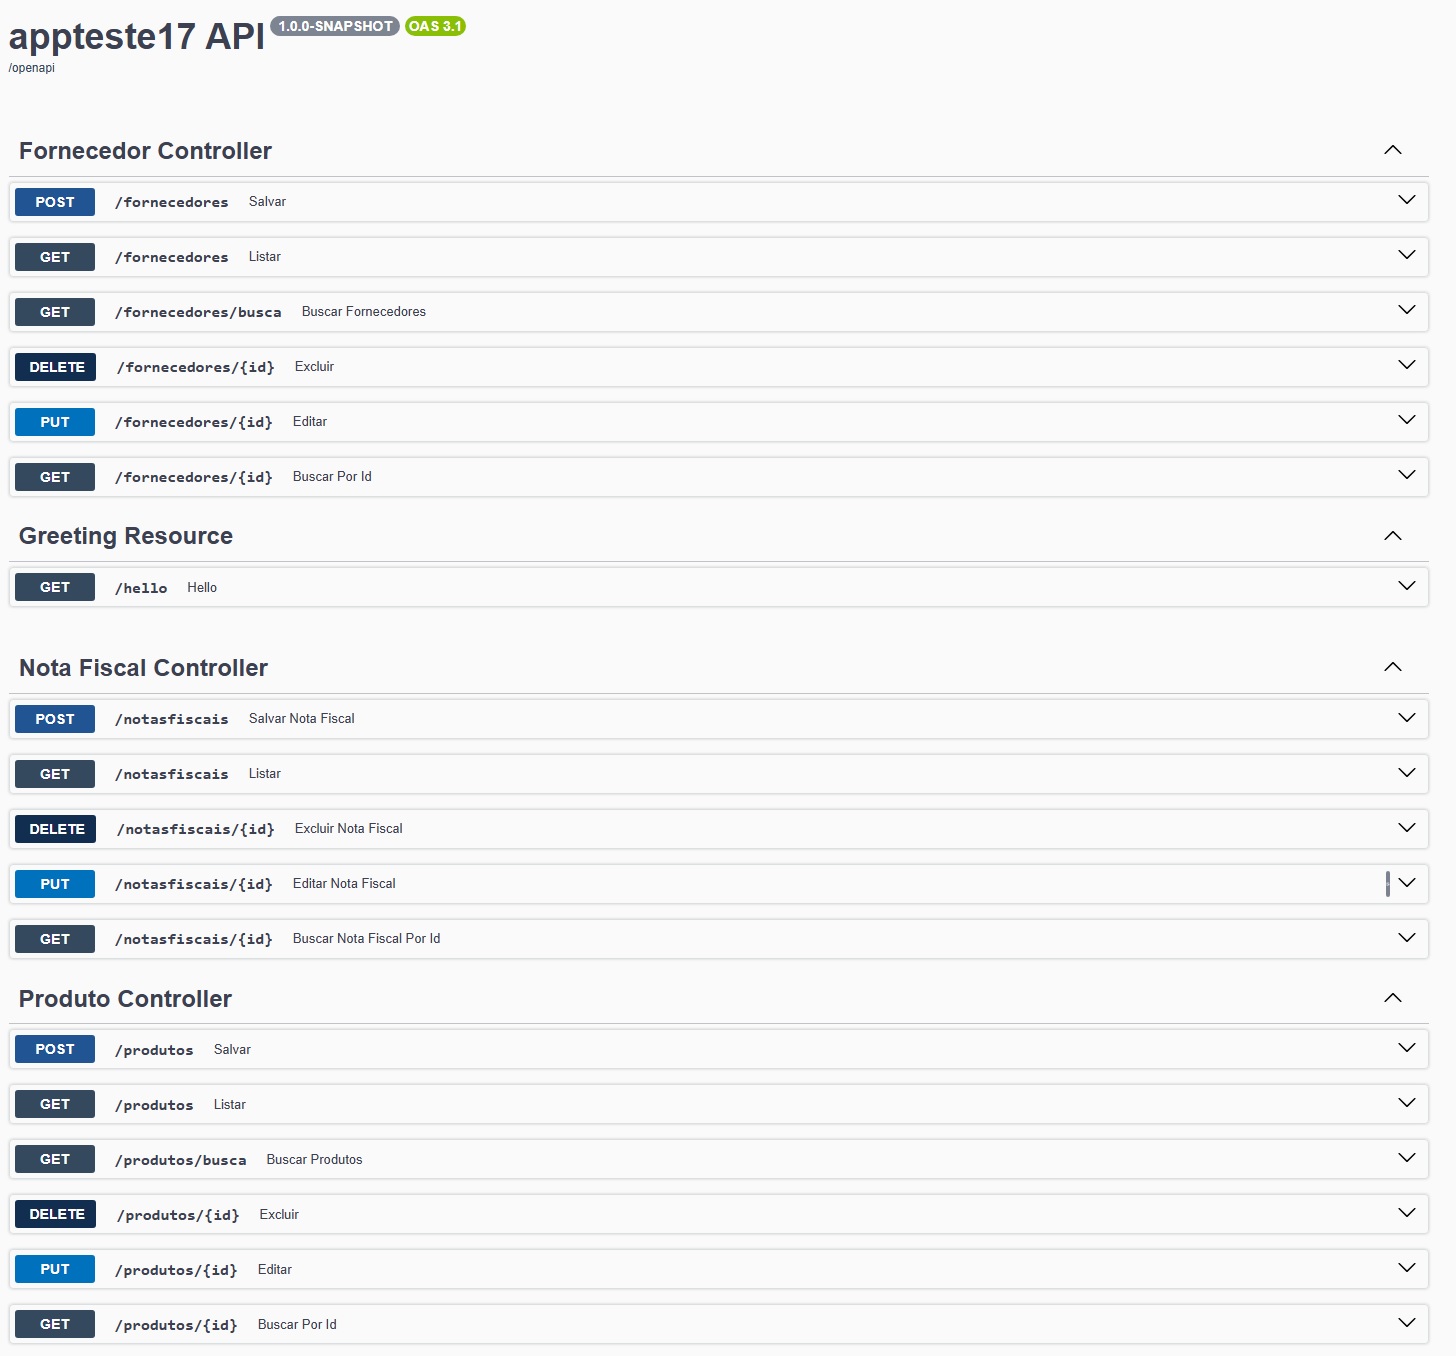 appteste17 API 1.0.0-SNAPSHOT OAS 3.1
/openapi
Fornecedor Controller
POST /fornecedores Salvar
GET /fornecedores Listar
GET /fornecedores/busca Buscar Fornecedores
DELETE /fornecedores/{id} Excluir
PUT /fornecedores/{id} Editar
GET /fornecedores/{id} Buscar Por Id
Greeting Resource
GET /hello Hello
Nota Fiscal Controller
POST /notasfiscais Salvar Nota Fiscal
GET /notasfiscais Listar
DELETE /notasfiscais/{id} Excluir Nota Fiscal
PUT /notasfiscais/{id} Editar Nota Fiscal
GET /notasfiscais/{id} Buscar Nota Fiscal Por Id
Produto Controller
POST /produtos Salvar
GET /produtos Listar
GET /produtos/busca Buscar Produtos
DELETE /produtos/{id} Excluir
PUT /produtos/{id} Editar
GET /produtos/{id} Buscar Por Id